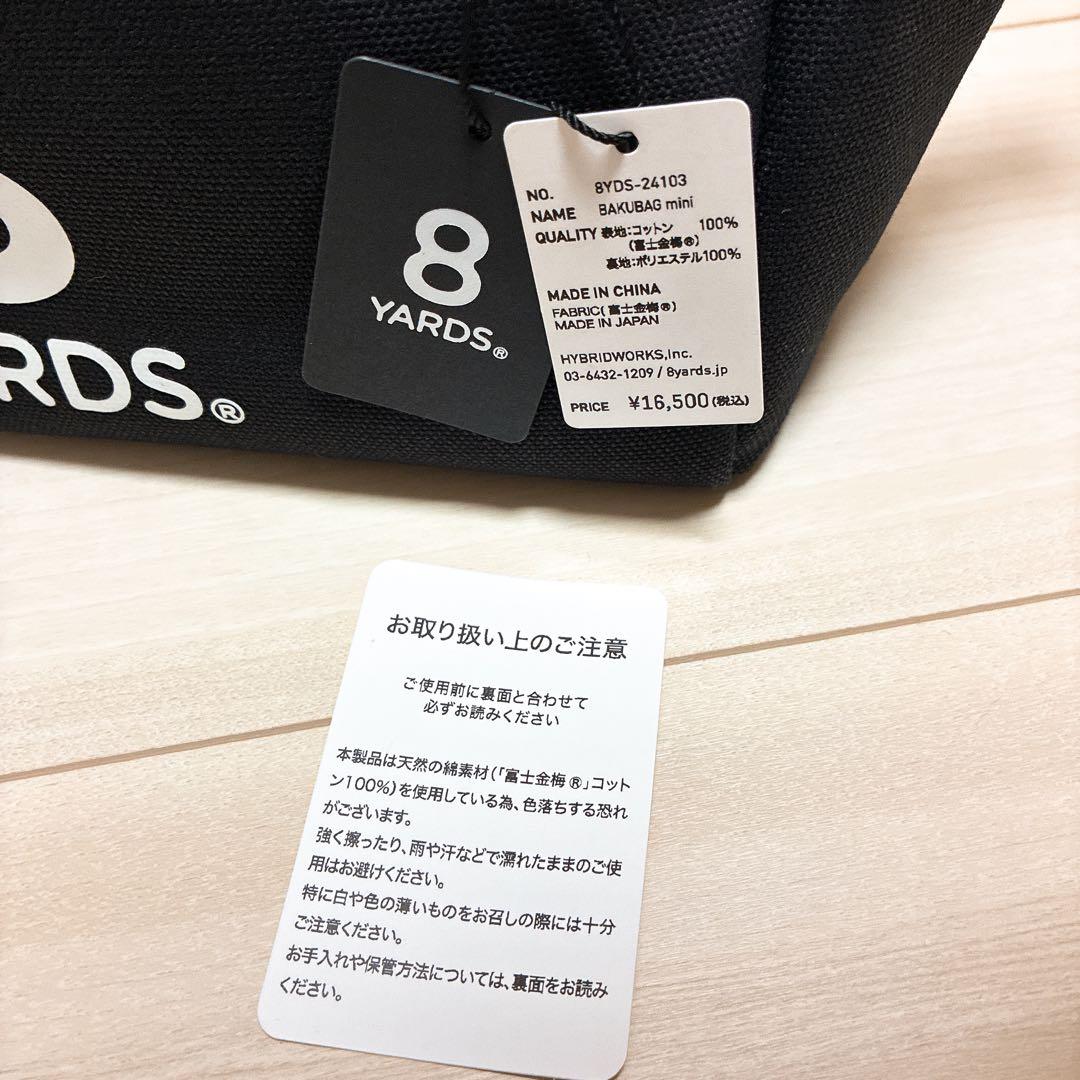 RDS®
8
YARDS®
NO. 8YDS-24103
NAME BAKUBAG mini
QUALITY 表地:コットン 100%
(富士金梅®)
裏地:ポリエステル100%
MADE IN CHINA
FABRIC(富士金梅®)
MADE IN JAPAN
HYBRIDWORKS,Inc.
03-6432-1209 / 8yards.jp
PRICE ¥16,500(税込)
お取り扱い上のご注意
ご使用前に裏面と合わせて
必ずお読みください
本製品は天然の綿素材(「富士金梅®」コット
ン100%)を使用している為、色落ちする恐れ
がございます。
強く擦ったり、雨や汗などで濡れたままのご使
用はお避けください。
特に白や色の薄いものをお召しの際には十分
ご注意ください。
お手入れや保管方法については、裏面をお読み
ください。